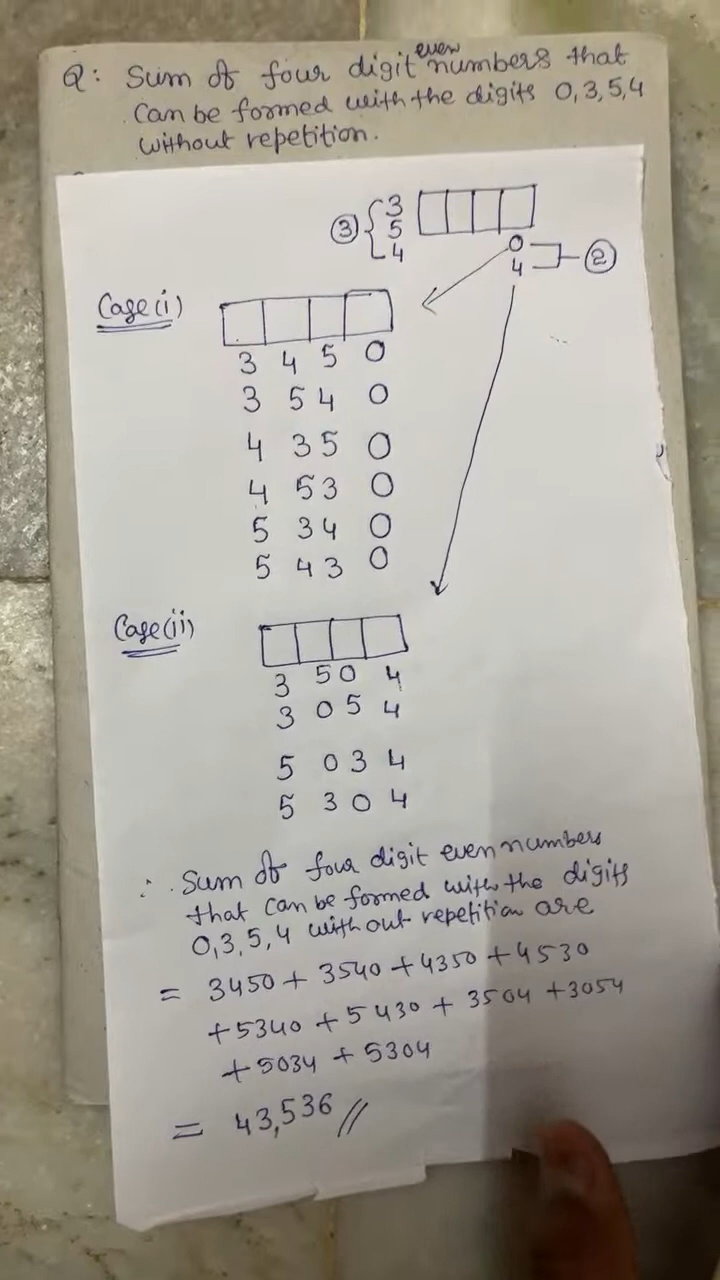 Q: Sum of four digit even numbers that
can be formed with the digits 0,3,5,4
without repetition.
③ { 3 5 4
0 4 ②
Case(i)
3 4 5 0
3 5 4 0
4 3 5 0
4 5 3 0
5 3 4 0
5 4 3 0
Case(ii)
3 5 0 4
3 0 5 4
5 0 3 4
5 3 0 4
∴ Sum of four digit even numbers
that can be formed with the digits
0,3,5,4 without repetition are
= 3450 + 3540 + 4350 + 4530
+ 5340 + 5430 + 3504 + 3054
+ 5034 + 5304
= 43,536 //